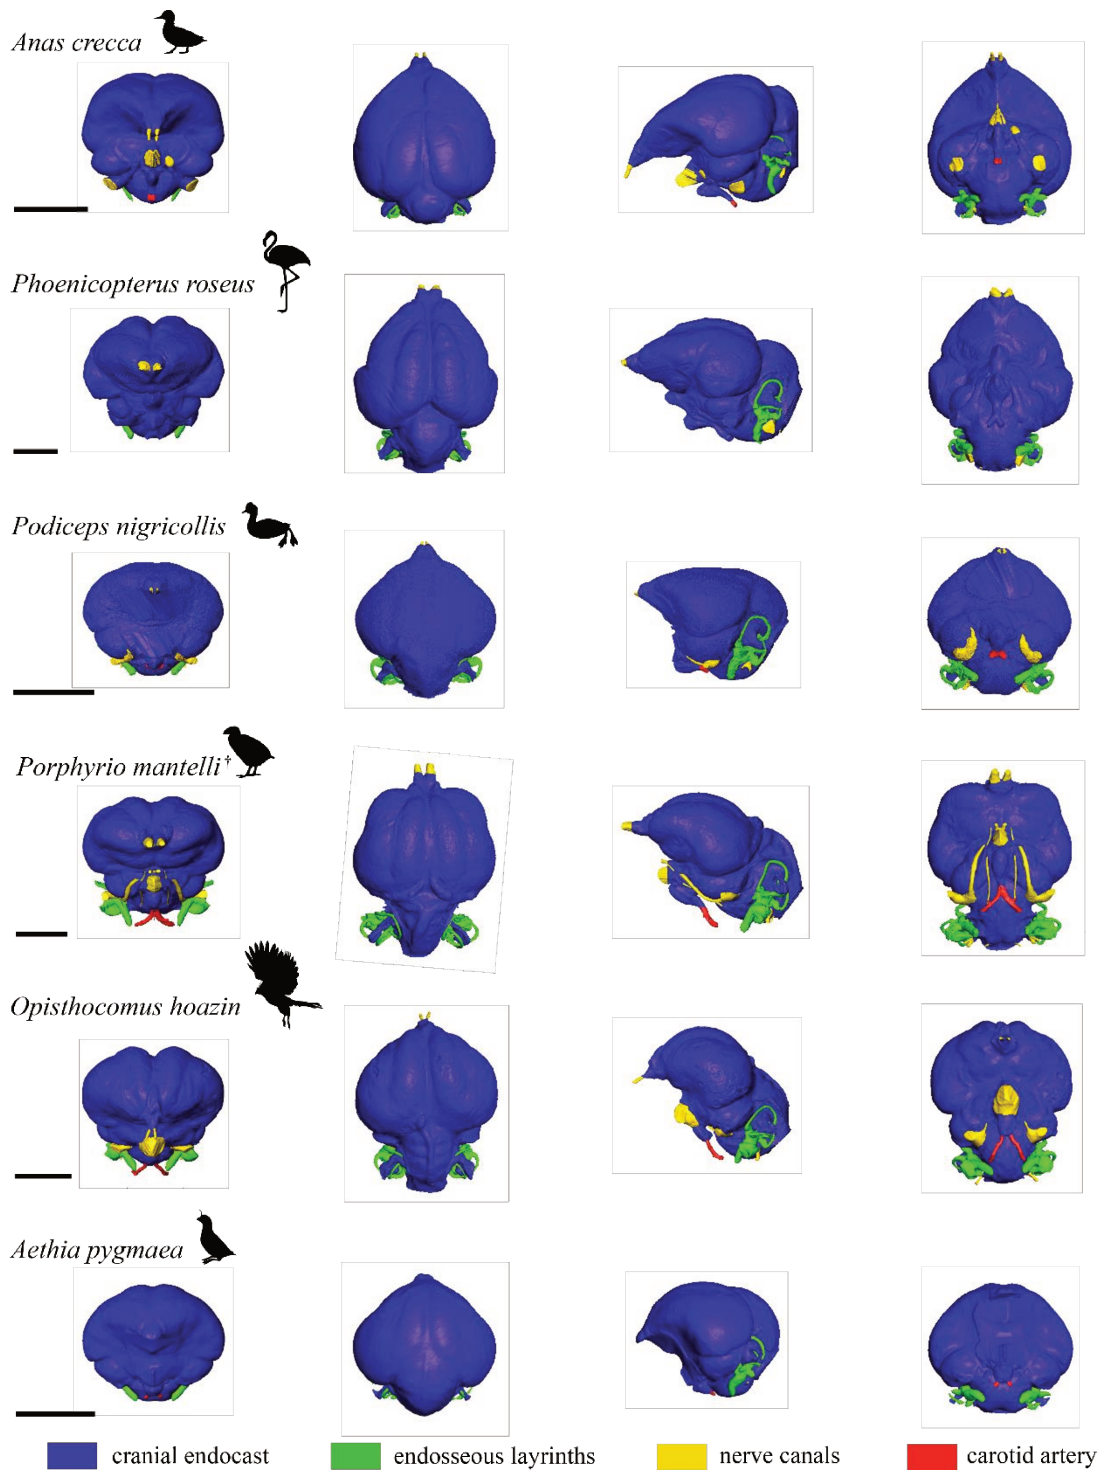 Anas crecca
Phoenicopterus roseus
Podiceps nigricollis
Porphyrio mantelli†
Opisthocomus hoazin
Aethia pygmaea
cranial endocast endosseous layrinths nerve canals carotid artery